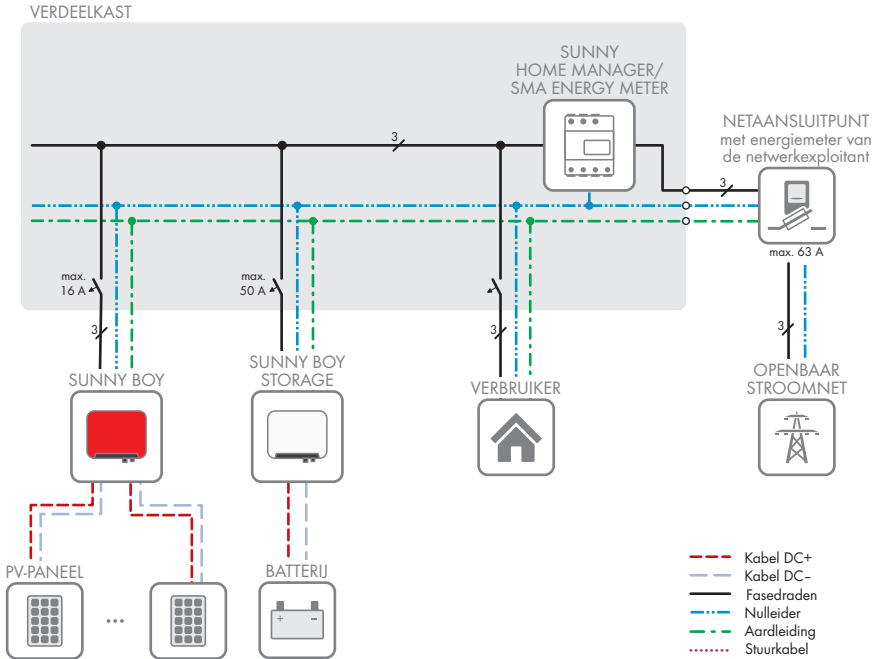 VERDEELKAST
SUNNY
HOME MANAGER/
SMA ENERGY METER
NETAANSLUITPUNT
met energiemeter van
de netwerkexploitant
3
3
max. 63 A
max.
16 A
max.
50 A
3
3
3
SUNNY BOY
SUNNY BOY
STORAGE
VERBRUIKER
OPENBAAR
STROOMNET
PV-PANEEL
...
BATTERIJ
+ −
Kabel DC+
Kabel DC−
Fasedraden
Nulleider
Aardleiding
Stuurkabel